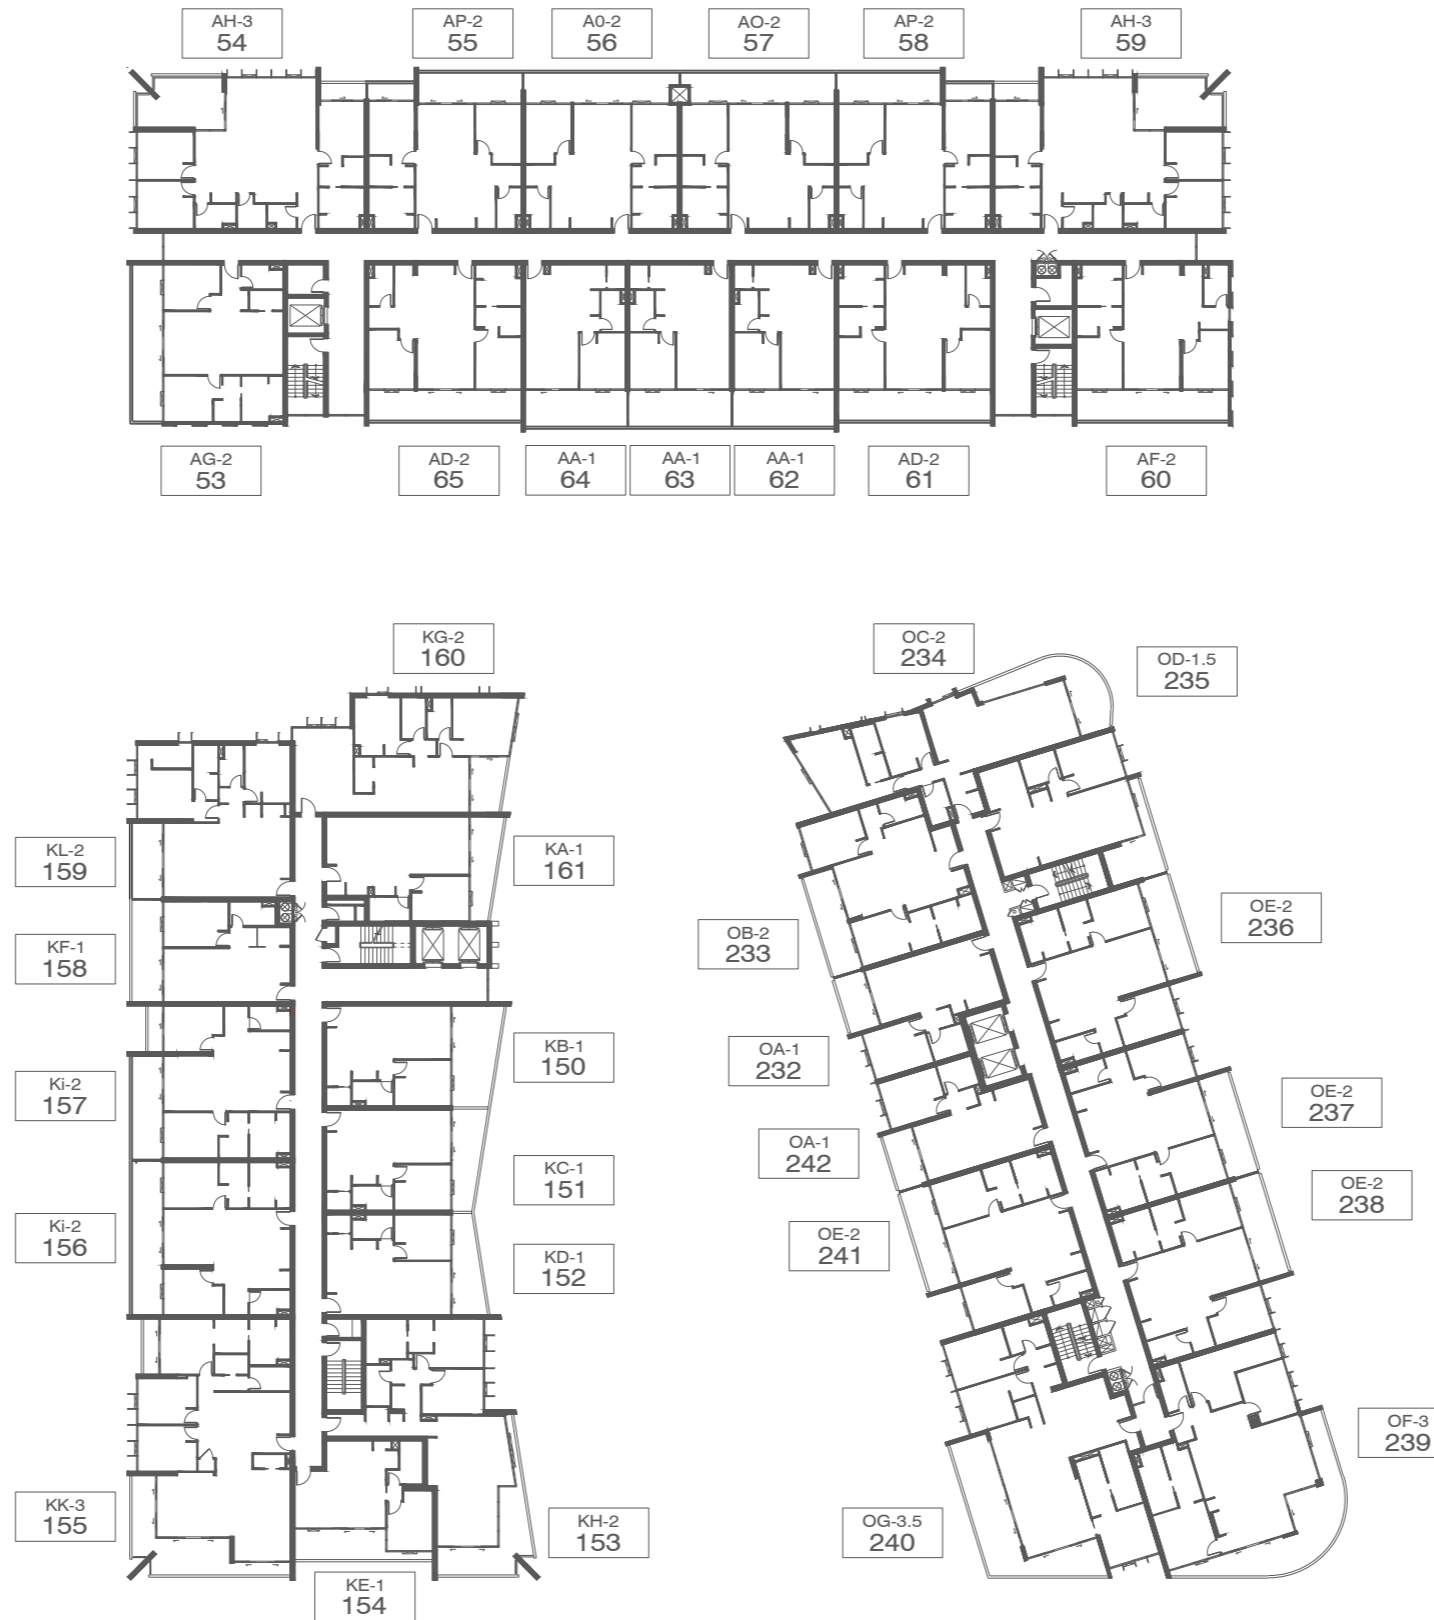 AH-3
54
AP-2
55
A0-2
56
AO-2
57
AP-2
58
AH-3
59
AG-2
53
AD-2
65
AA-1
64
AA-1
63
AA-1
62
AD-2
61
AF-2
60
KG-2
160
KL-2
159
KA-1
161
KF-1
158
KB-1
150
Ki-2
157
KC-1
151
Ki-2
156
KD-1
152
KK-3
155
KH-2
153
KE-1
154
OC-2
234
OD-1.5
235
OB-2
233
OE-2
236
OA-1
232
OE-2
237
OA-1
242
OE-2
238
OE-2
241
OF-3
239
OG-3.5
240